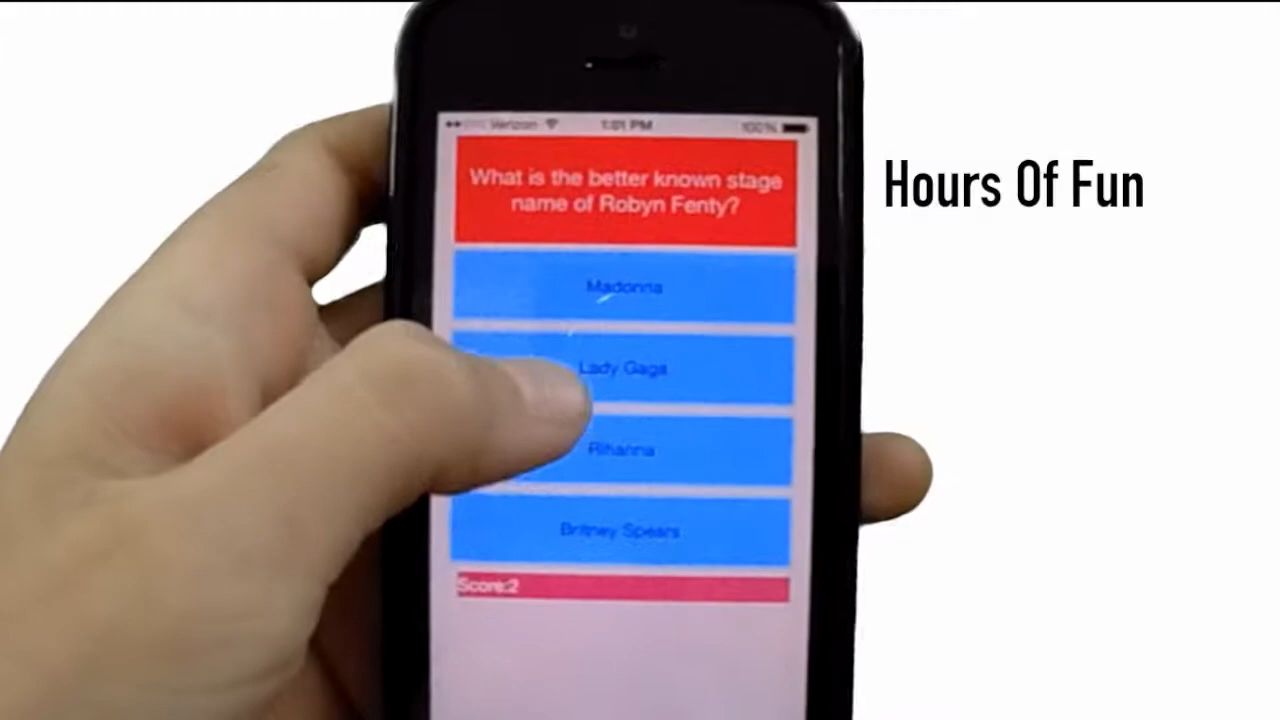 Verizon 1:01 PM 100%
What is the better known stage
name of Robyn Fenty?
Hours Of Fun
Madonna
Lady Gaga
Rihanna
Britney Spears
Score:2